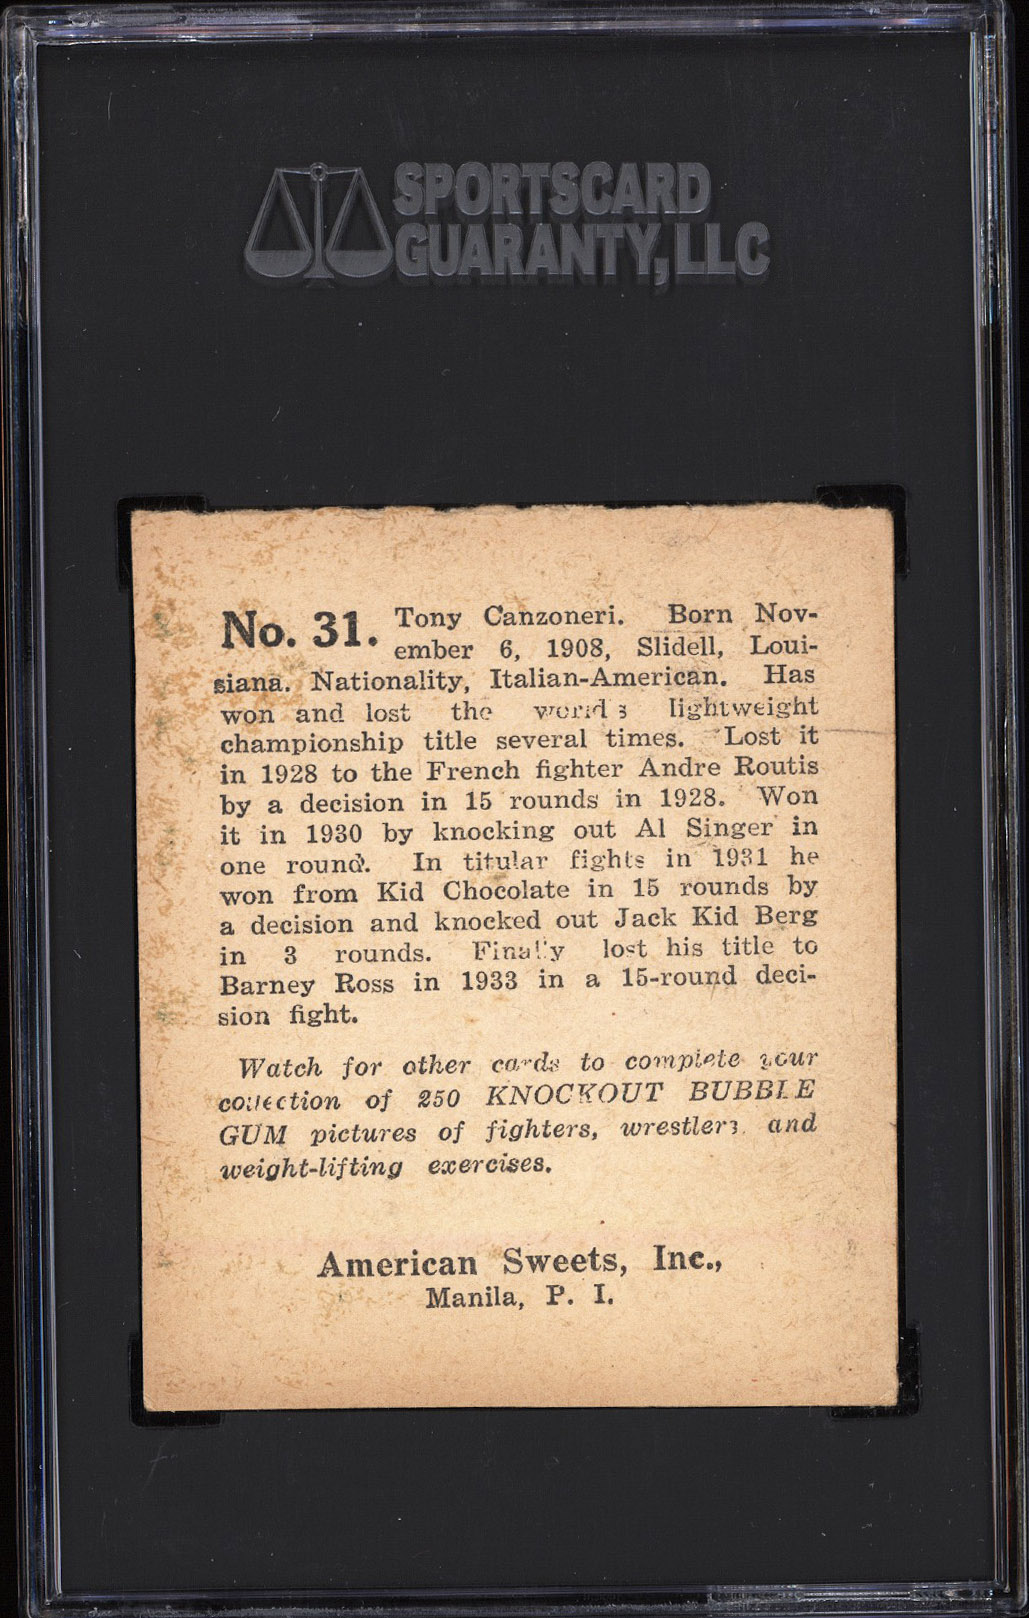 SPORTSCARD
GUARANTY, LLC
No. 31. Tony Canzoneri. Born Nov-
ember 6, 1908, Slidell, Loui-
siana. Nationality, Italian-American. Has
won and lost the world s lightweight
championship title several times. Lost it
in 1928 to the French fighter Andre Routis
by a decision in 15 rounds in 1928. Won
it in 1930 by knocking out Al Singer in
one round. In titular fights in 1931 he
won from Kid Chocolate in 15 rounds by
a decision and knocked out Jack Kid Berg
in 3 rounds. Finally lost his title to
Barney Ross in 1933 in a 15-round deci-
sion fight.
Watch for other cards to complete your
collection of 250 KNOCKOUT BUBBLE
GUM pictures of fighters, wrestlers and
weight-lifting exercises.
American Sweets, Inc.,
Manila, P. I.